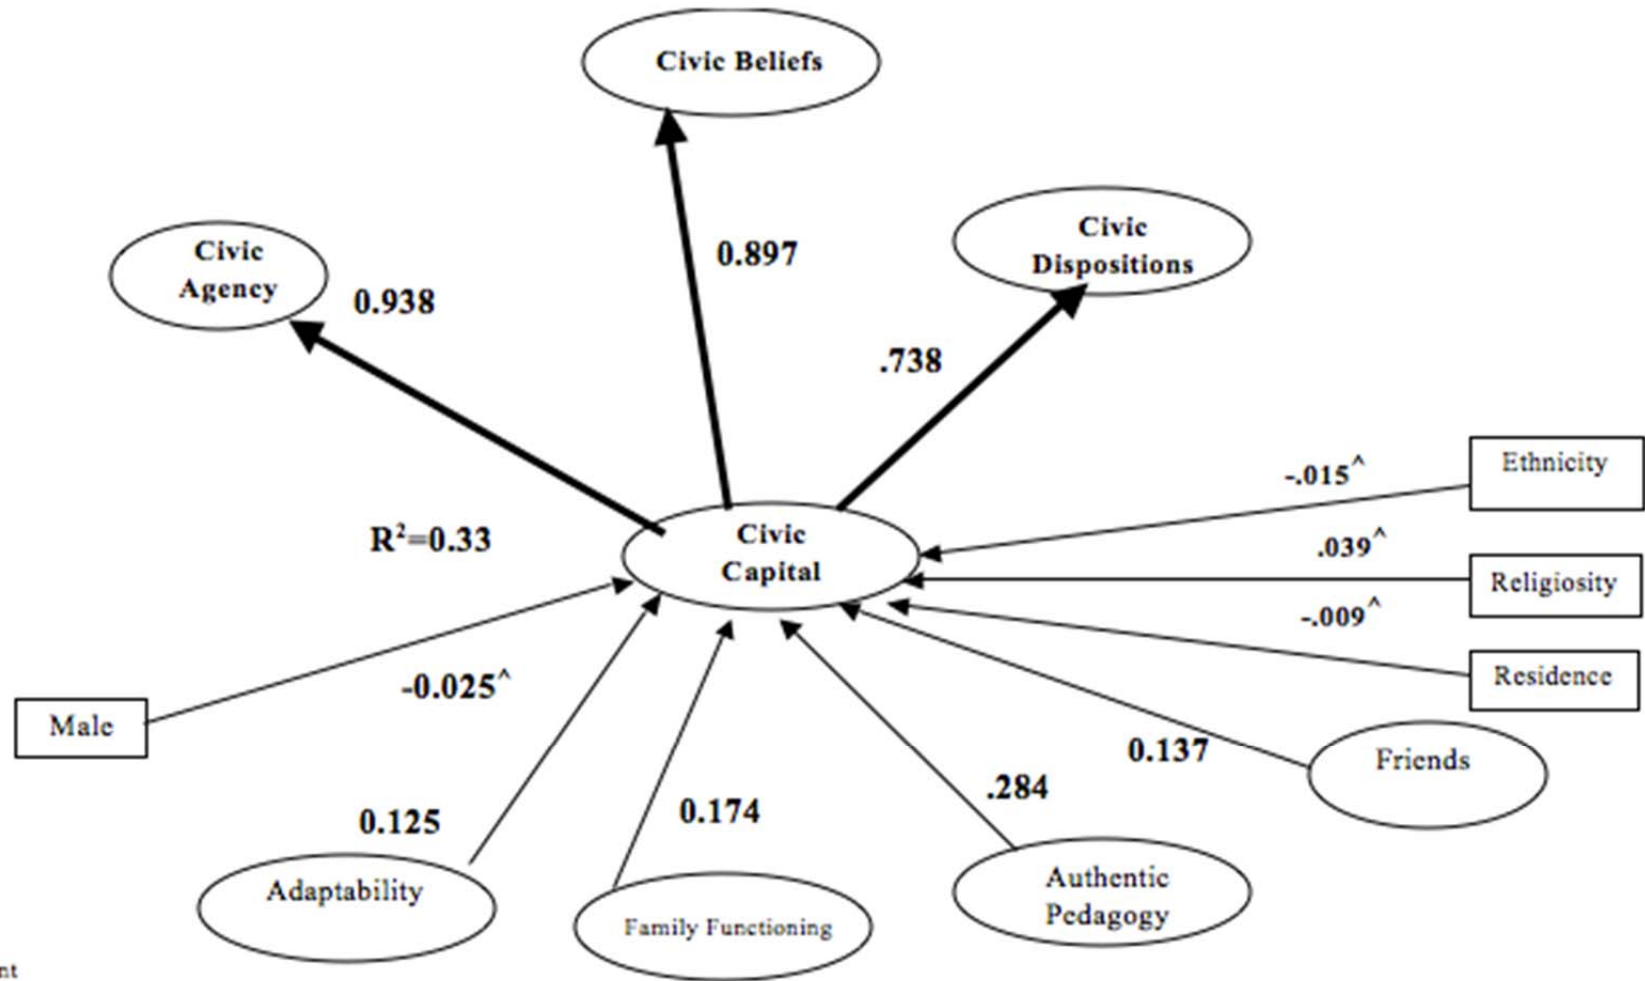 Civic Beliefs
Civic
Agency
0.938
0.897
Civic
Dispositions
.738
Ethnicity
-.015^
R²=0.33
Civic
Capital
.039^
Religiosity
-.009^
Residence
Male
-0.025^
Friends
0.137
.284
0.174
0.125
Adaptability
Family Functioning
Authentic
Pedagogy
nt